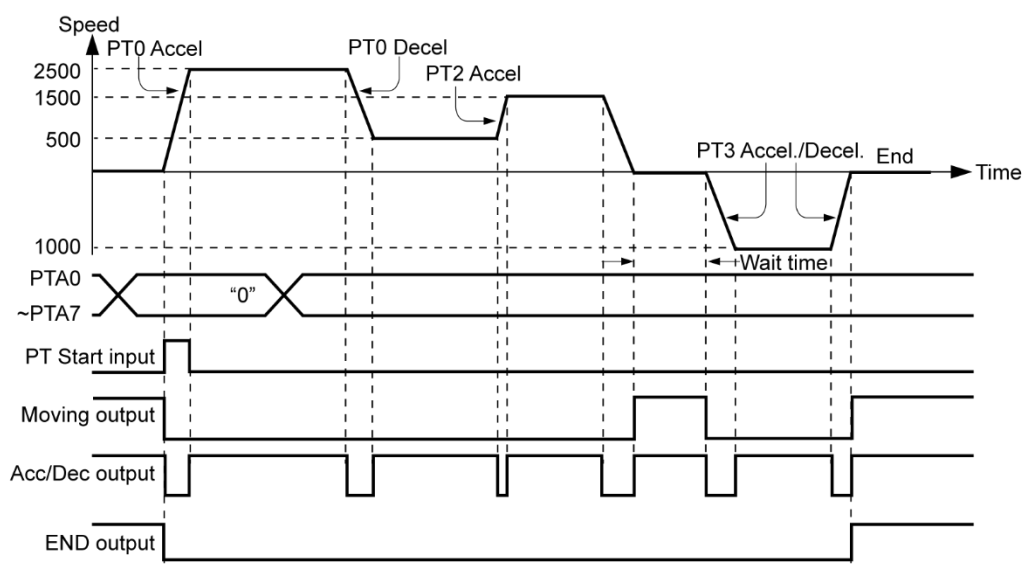 Speed
PT0 Accel
PT0 Decel
2500
PT2 Accel
1500
500
PT3 Accel./Decel.
End
Time
1000
Wait time
PTA0
"0"
~PTA7
PT Start input
Moving output
Acc/Dec output
END output